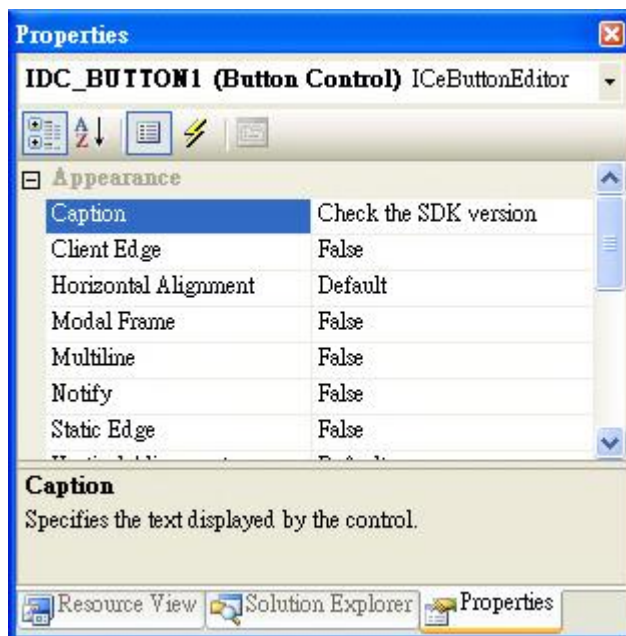 Properties
IDC_BUTTON1 (Button Control) ICeButtonEditor
Appearance
Caption Check the SDK version
Client Edge False
Horizontal Alignment Default
Modal Frame False
Multiline False
Notify False
Static Edge False
Caption
Specifies the text displayed by the control.
Resource View Solution Explorer Properties